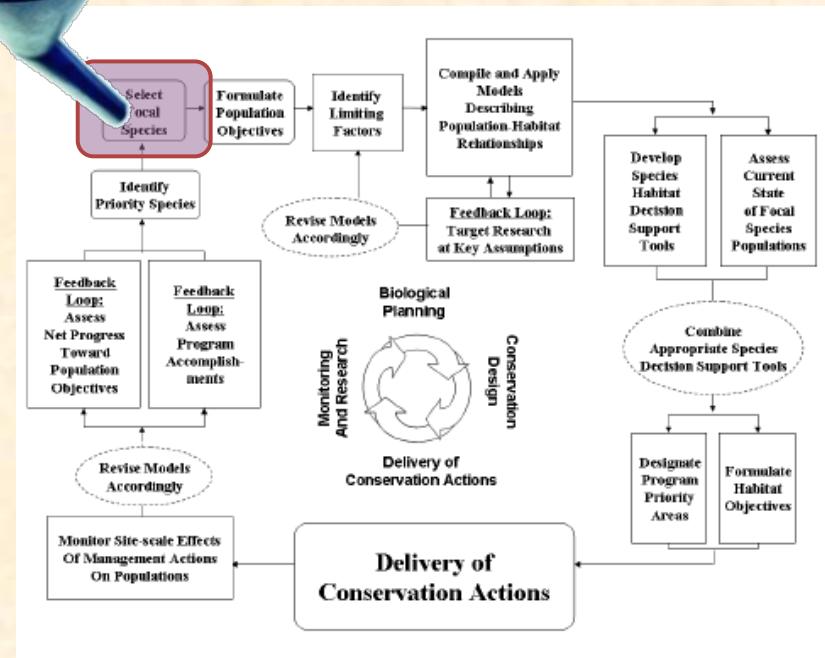 Select
Focal
Species
Formulate
Population
Objectives
Identify
Limiting
Factors
Compile and Apply
Models
Describing
Population-Habitat
Relationships
Develop
Species
Habitat
Decision
Support
Tools
Assess
Current
State
of Focal
Species
Populations
Identify
Priority Species
Revise Models
Accordingly
Feedback Loop:
Target Research
at Key Assumptions
Feedback
Loop:
Assess
Net Progress
Toward
Population
Objectives
Feedback
Loop:
Assess
Program
Accomplish-
ments
Biological
Planning
Conservation
Design
Delivery of
Conservation Actions
Monitoring
And Research
Combine
Appropriate Species
Decision Support Tools
Designate
Program
Priority
Areas
Formulate
Habitat
Objectives
Revise Models
Accordingly
Monitor Site-scale Effects
Of Management Actions
On Populations
Delivery of
Conservation Actions